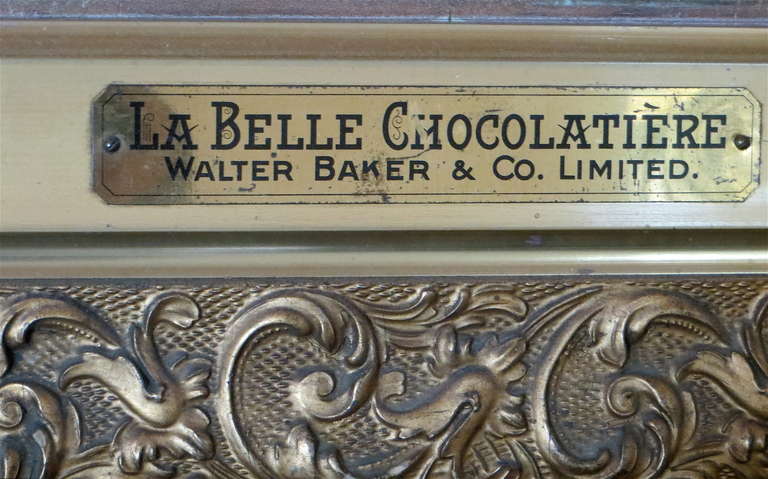 LA BELLE CHOCOLATIÈRE
WALTER BAKER & CO. LIMITED.